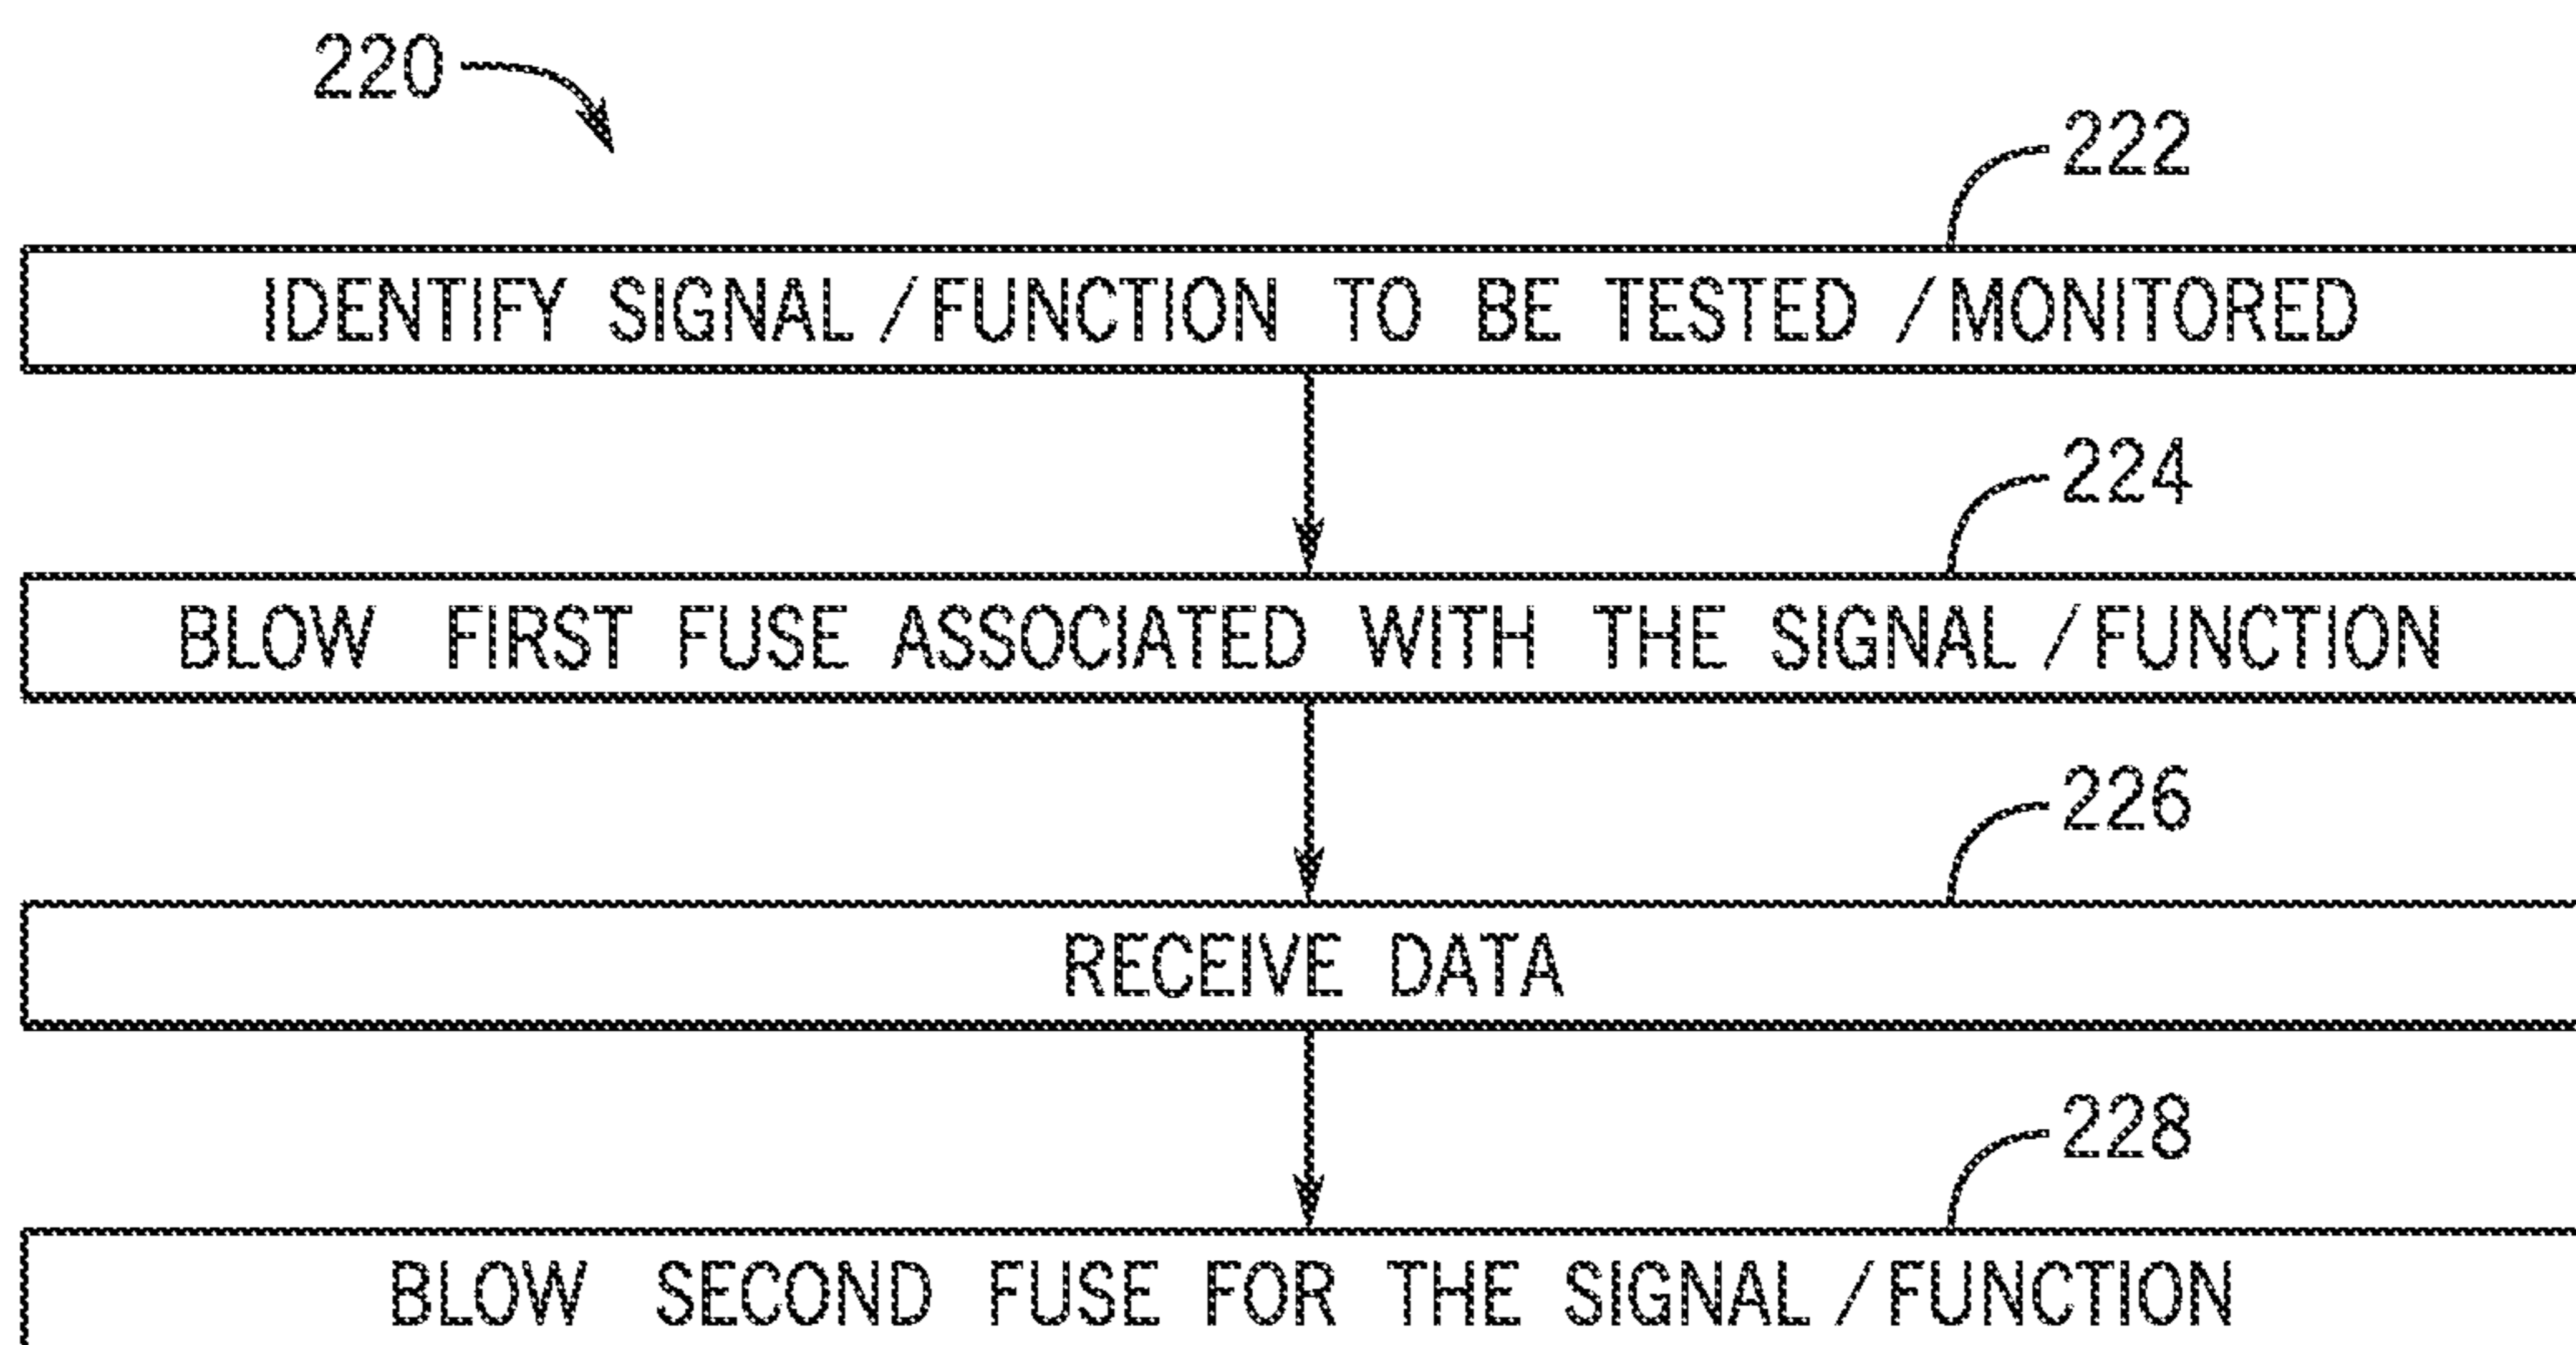 220
222
IDENTIFY SIGNAL/FUNCTION TO BE TESTED/MONITORED
224
BLOW FIRST FUSE ASSOCIATED WITH THE SIGNAL/FUNCTION
226
RECEIVE DATA
228
BLOW SECOND FUSE FOR THE SIGNAL/FUNCTION